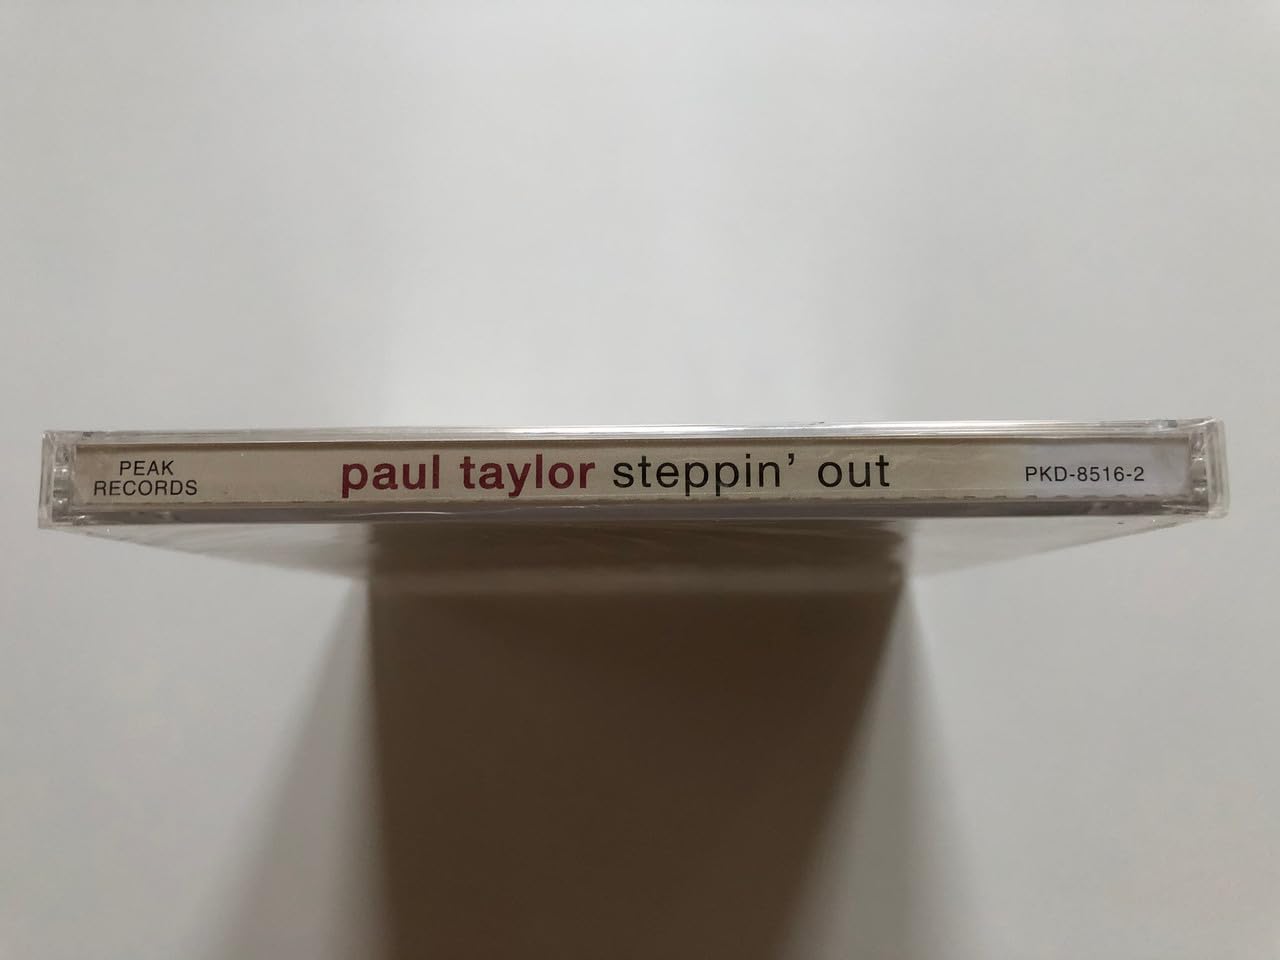 PEAK
RECORDS
paul taylor steppin’ out
PKD-8516-2